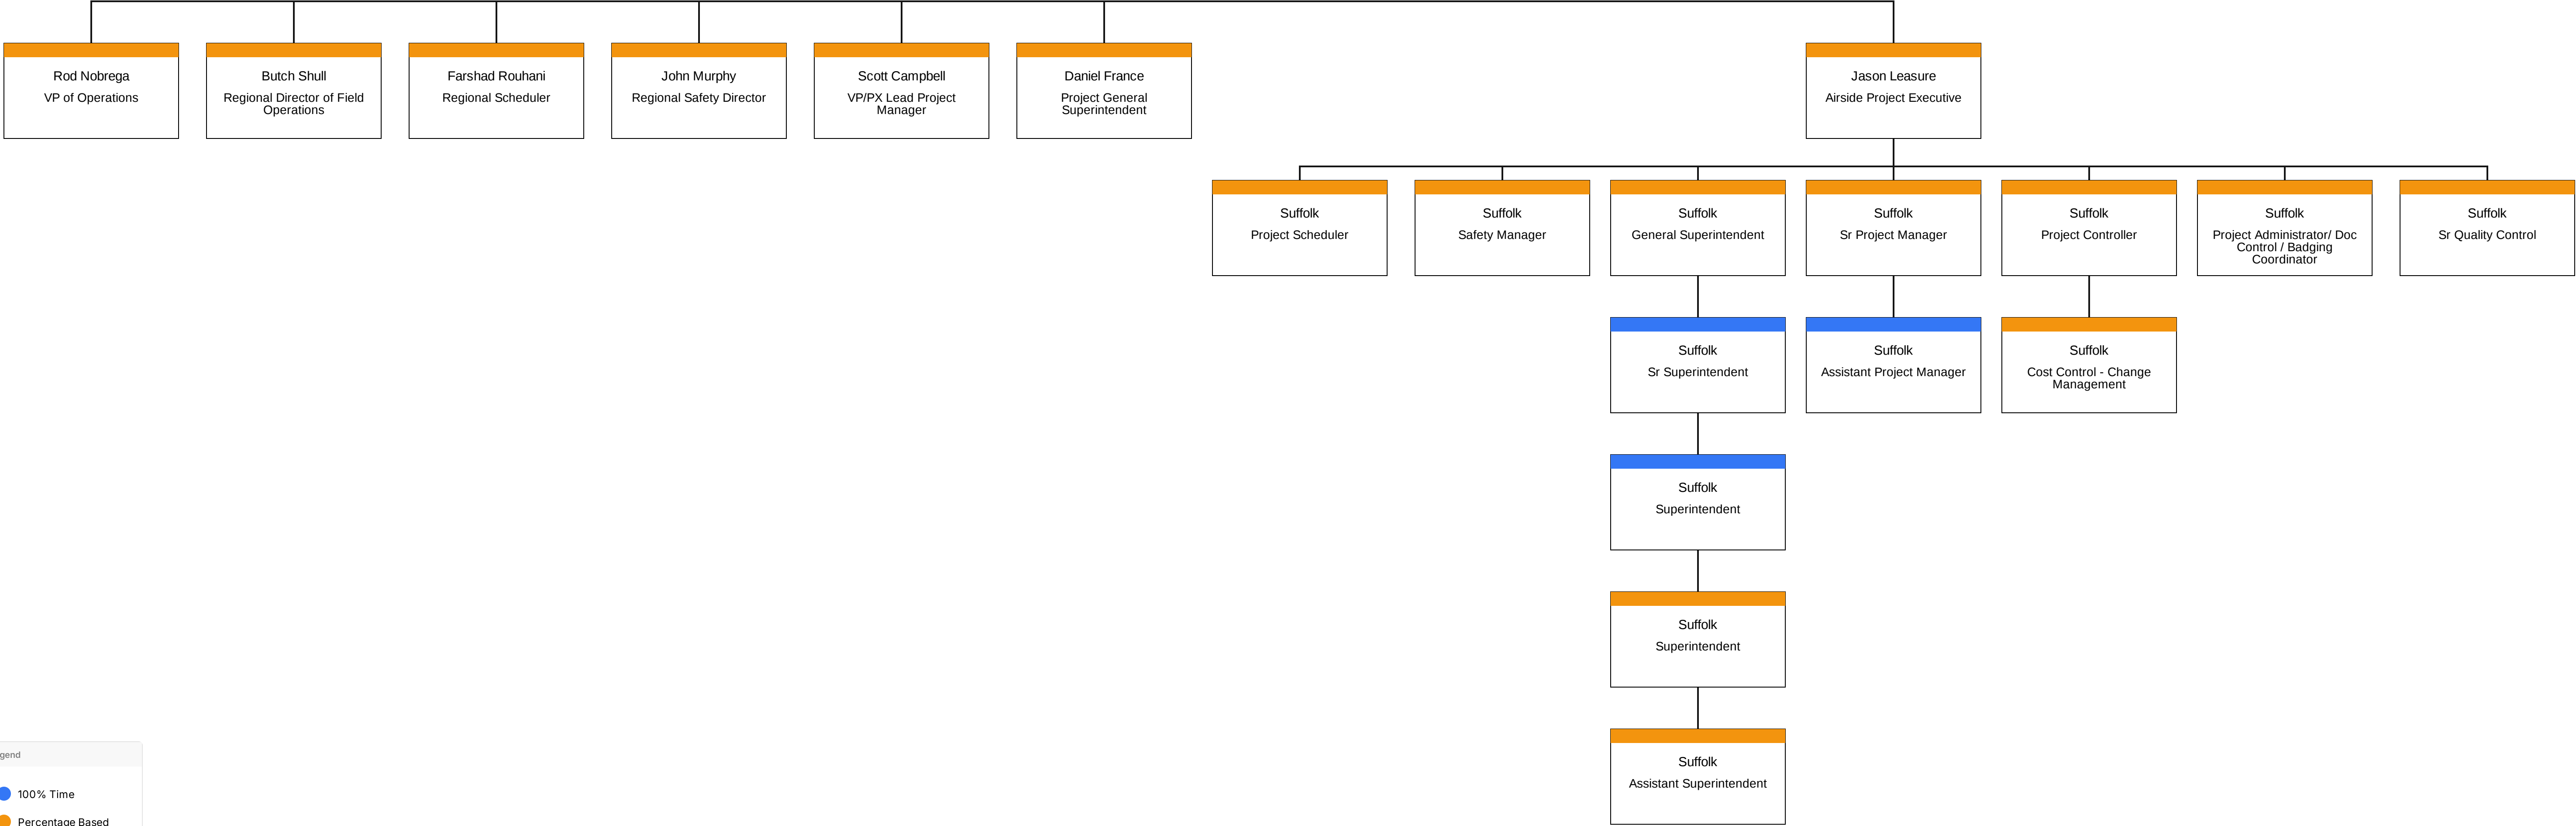 Rod Nobrega
VP of Operations
Butch Shull
Regional Director of Field
Operations
Farshad Rouhani
Regional Scheduler
John Murphy
Regional Safety Director
Scott Campbell
VP/PX Lead Project
Manager
Daniel France
Project General
Superintendent
Jason Leasure
Airside Project Executive
Suffolk
Project Scheduler
Suffolk
Safety Manager
Suffolk
General Superintendent
Suffolk
Sr Project Manager
Suffolk
Project Controller
Suffolk
Project Administrator/ Doc
Control / Badging
Coordinator
Suffolk
Sr Quality Control
Suffolk
Sr Superintendent
Suffolk
Assistant Project Manager
Suffolk
Cost Control - Change
Management
Suffolk
Superintendent
Suffolk
Superintendent
Suffolk
Assistant Superintendent
gend
100% Time
Percentage Based